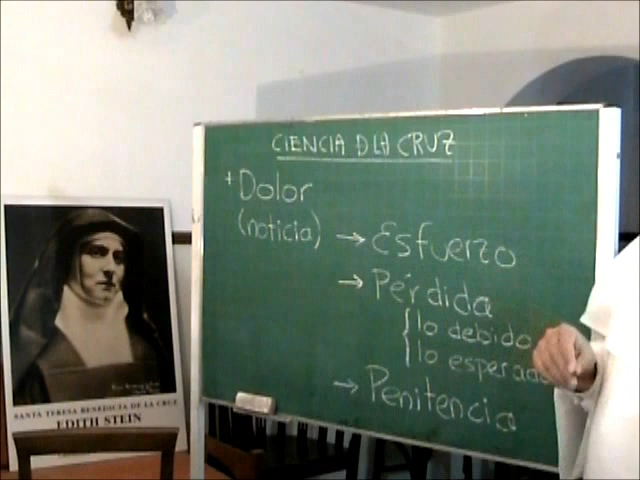 CIENCIA D LA CRUZ
+ Dolor
(noticia) → Esfuerzo
→ Pérdida
{ lo debido
lo esperado
→ Penitencia
SANTA TERESA BENEDICTA DE LA CRUZ
EDITH STEIN